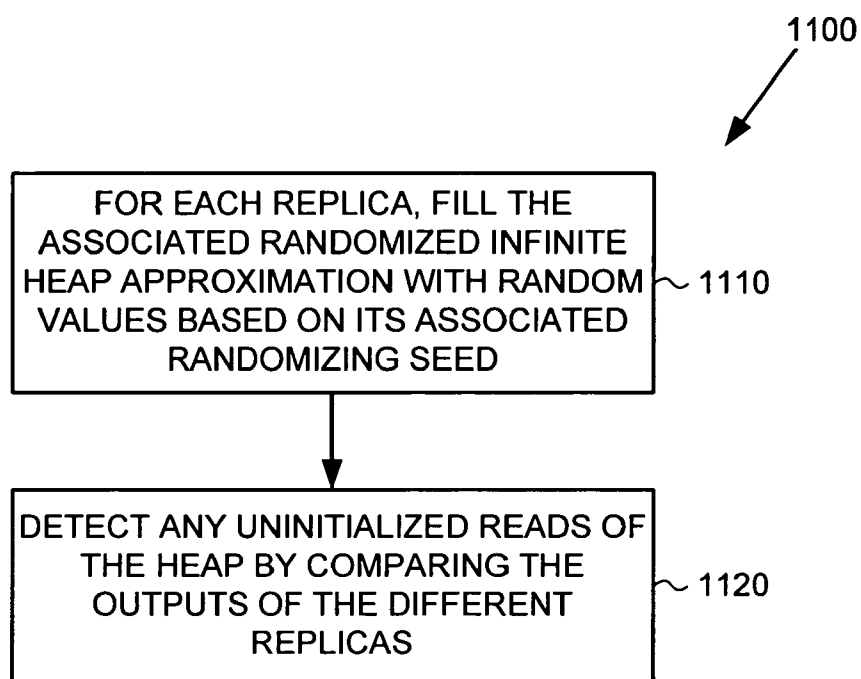 1100
FOR EACH REPLICA, FILL THE
ASSOCIATED RANDOMIZED INFINITE
HEAP APPROXIMATION WITH RANDOM
VALUES BASED ON ITS ASSOCIATED
RANDOMIZING SEED
1110
DETECT ANY UNINITIALIZED READS OF
THE HEAP BY COMPARING THE
OUTPUTS OF THE DIFFERENT
REPLICAS
1120